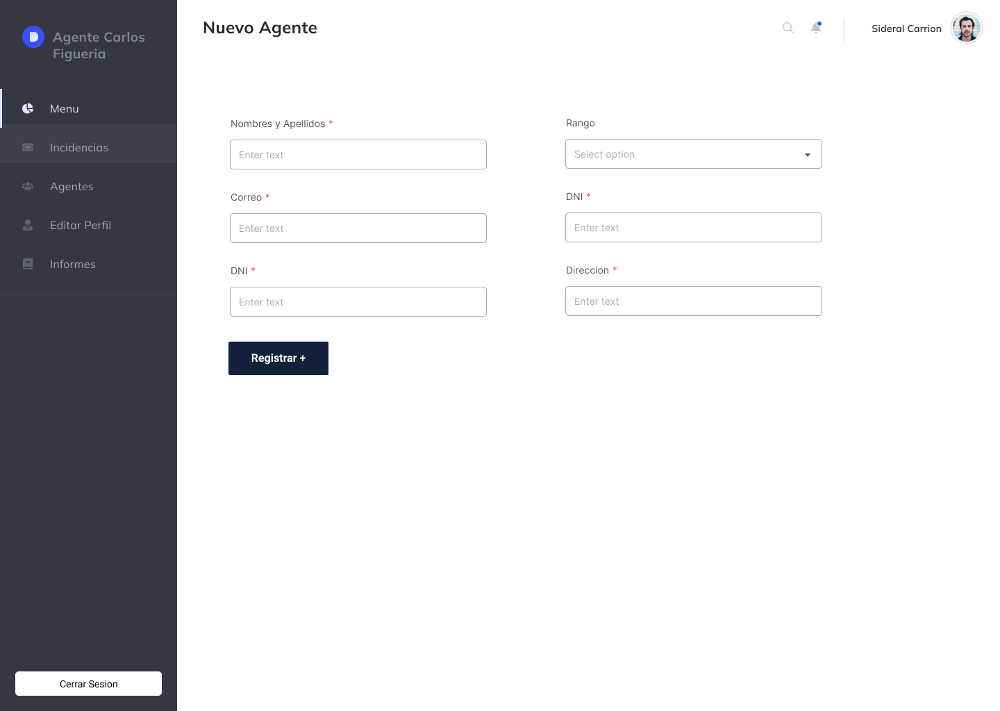 Agente Carlos
Figueria
Menu
Incidencias
Agentes
Editar Perfil
Informes
Cerrar Sesion
Nuevo Agente
Sideral Carrion
Nombres y Apellidos *
Enter text
Rango
Select option
Correo *
Enter text
DNI *
Enter text
DNI *
Enter text
Direccion *
Enter text
Registrar +